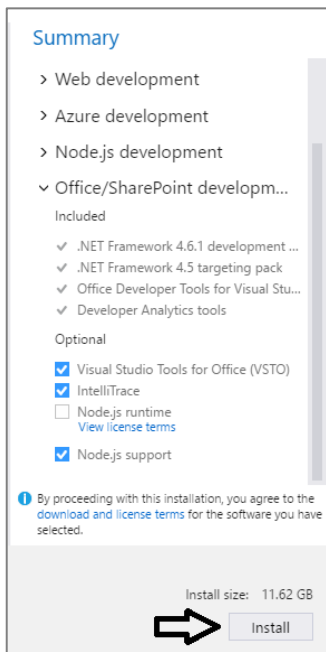 Summary
Web development
Azure development
Node.js development
Office/SharePoint developm...
Included
.NET Framework 4.6.1 development ...
.NET Framework 4.5 targeting pack
Office Developer Tools for Visual Stu...
Developer Analytics tools
Optional
Visual Studio Tools for Office (VSTO)
IntelliTrace
Node.js runtime
View license terms
Node.js support
By proceeding with this installation, you agree to the
download and license terms for the software you have
selected.
Install size: 11.62 GB
Install